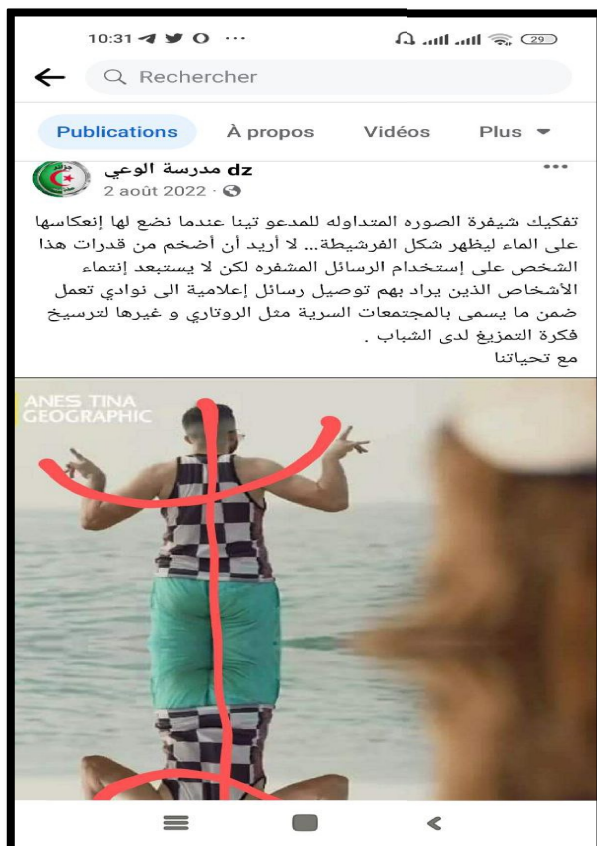 10:31
29
Rechercher
Publications À propos Vidéos Plus
مدرسة الوعي dz
2 août 2022
تفكيك شيفرة الصوره المتداوله للمدعو تينا عندما نضع لها إنعكاسها
على الماء ليظهر شكل الفرشيطة... لا أريد أن أضخم من قدرات هذا
الشخص على إستخدام الرسائل المشفره لكن لا يستبعد إنتماء
الأشخاص الذين يراد بهم توصيل رسائل إعلامية الى نوادي تعمل
ضمن ما يسمى بالمجتمعات السرية مثل الروتاري و غيرها لترسيخ
فكرة التمزيغ لدى الشباب .
مع تحياتنا
ANES TINA
GEOGRAPHIC